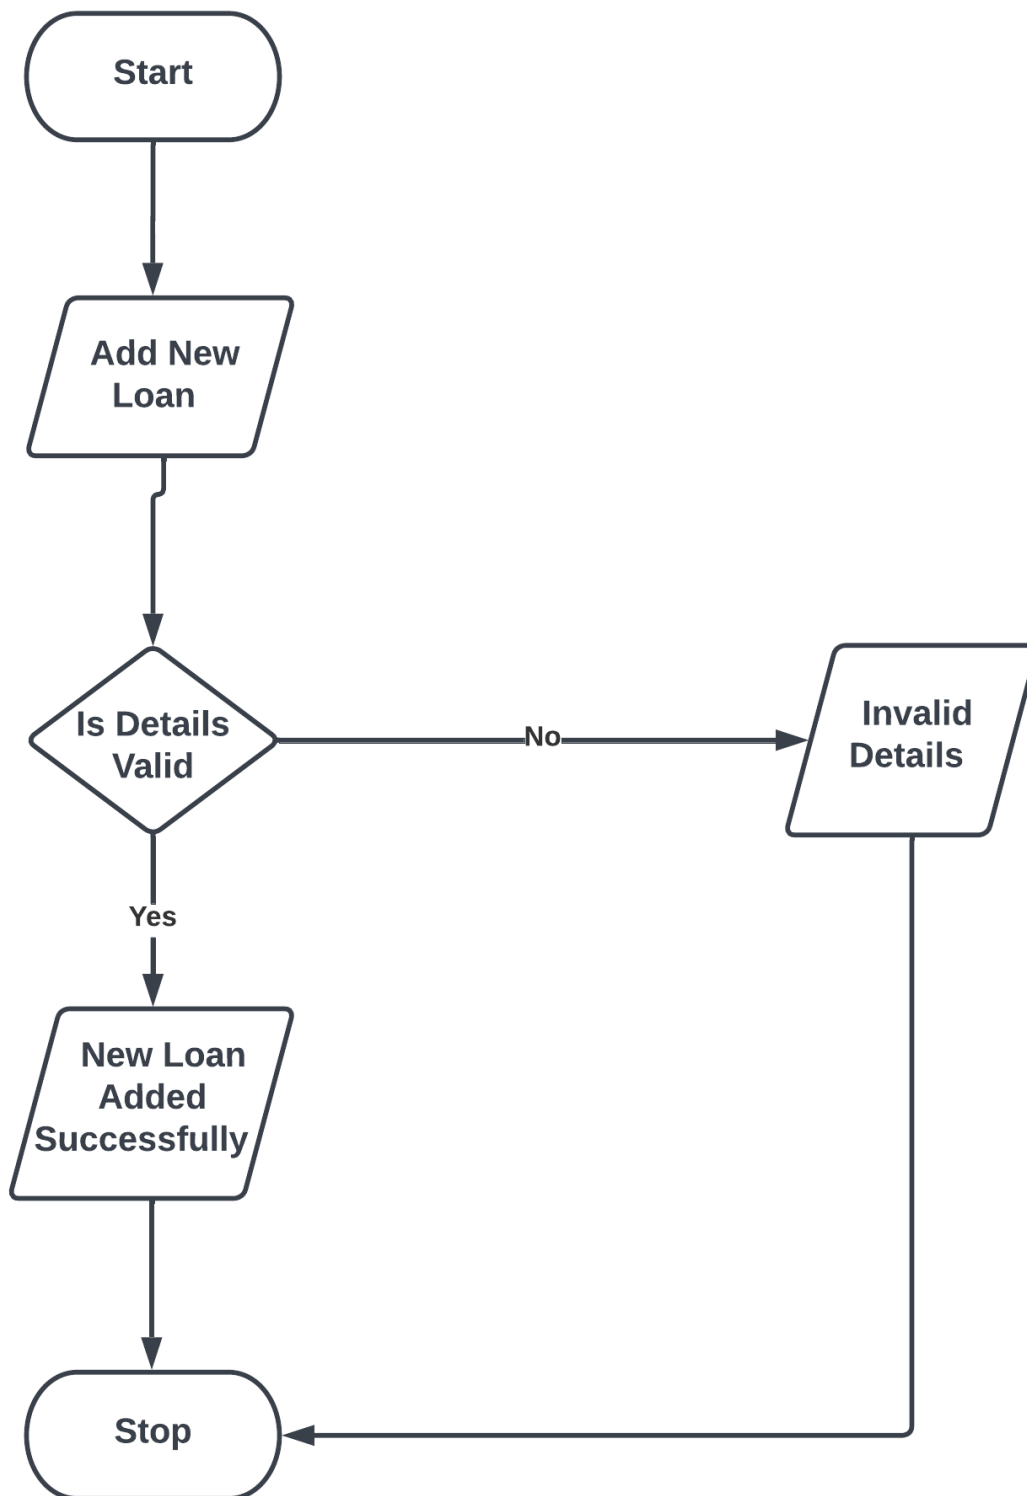 Start
Add New
Loan
Is Details
Valid
No
Invalid
Details
Yes
New Loan
Added
Successfully
Stop